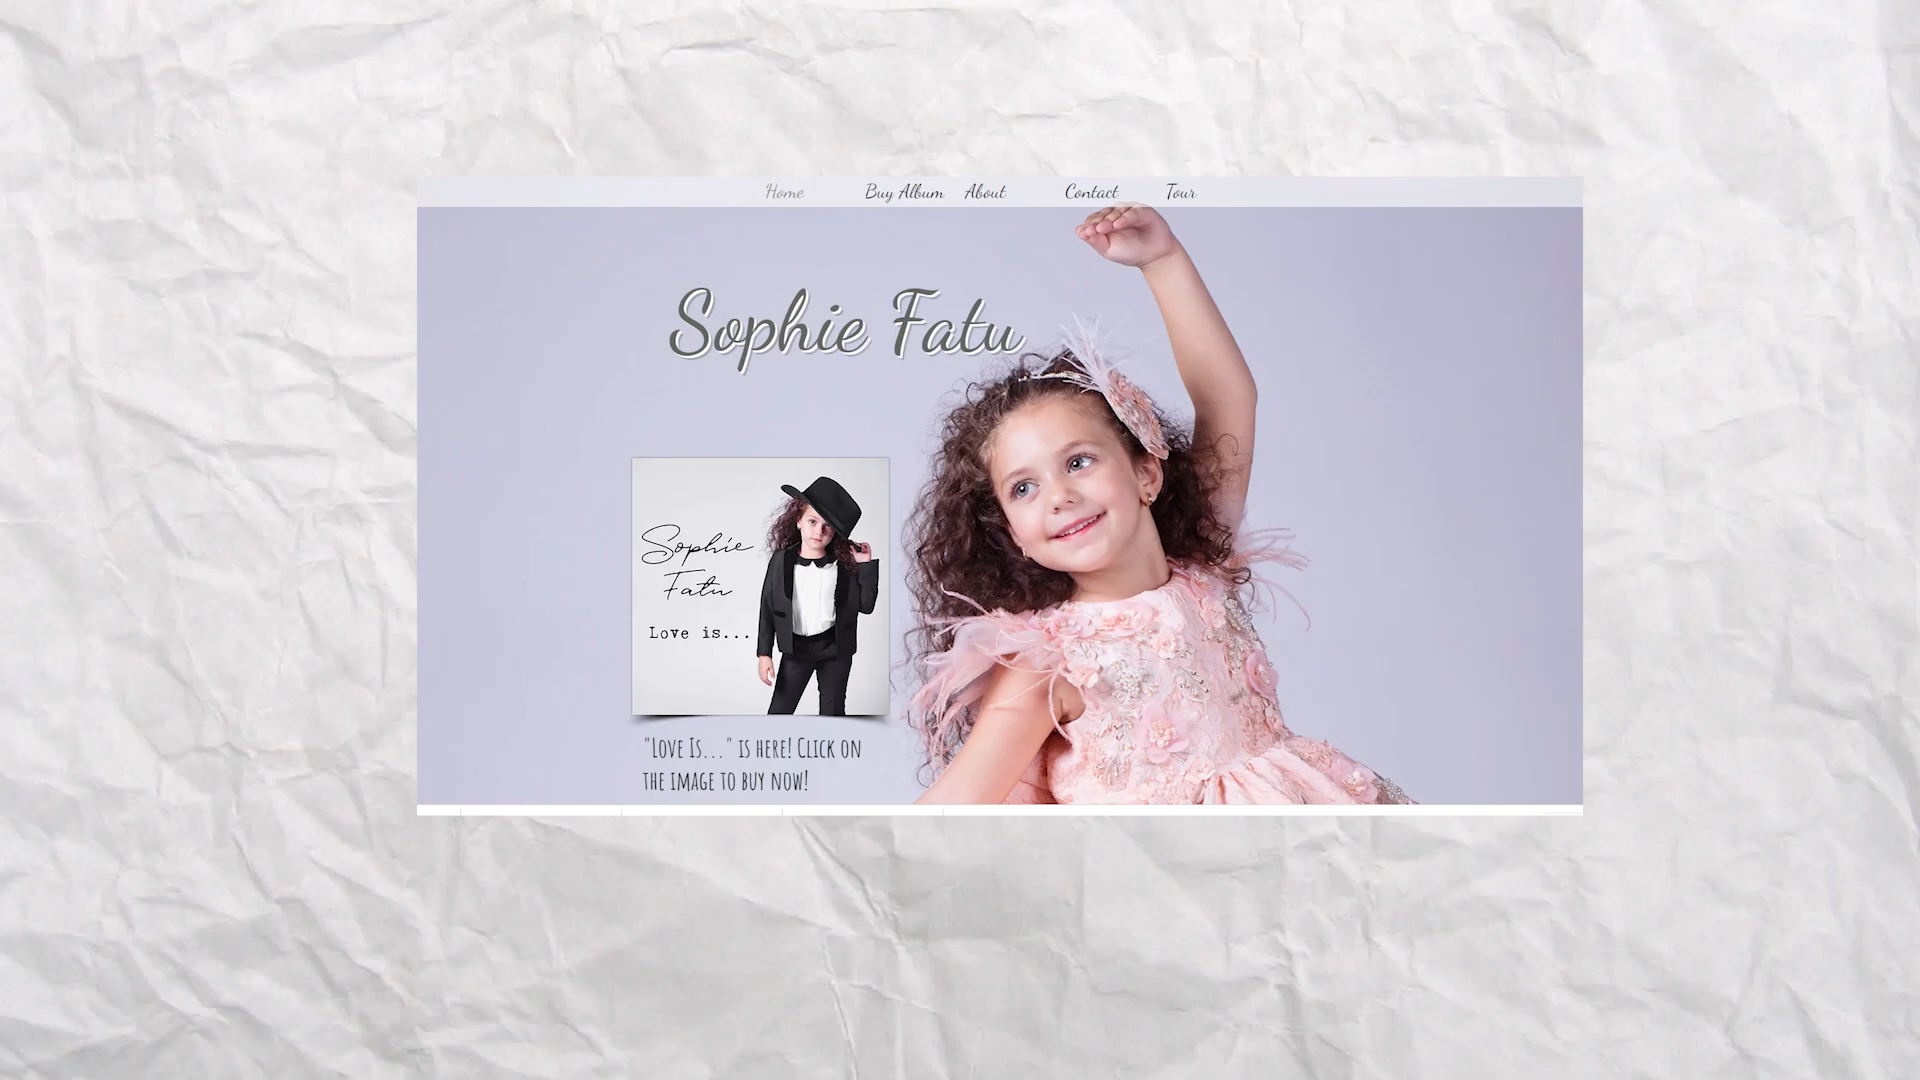 Home Buy Album About Contact Tour
Sophie Fatu
Sophie
Fatu
Love is...
"Love Is..." is here! Click on
the image to buy now!